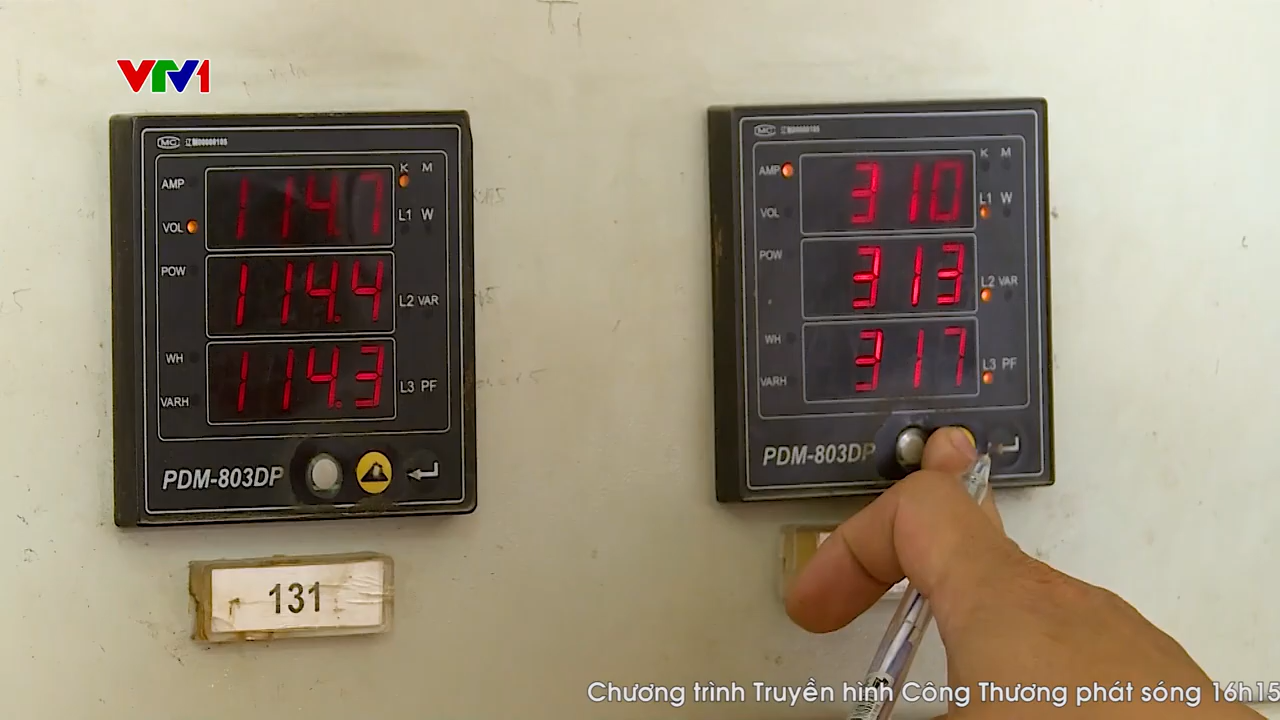 VTV1
MC
AMP
114.7
K M
VOL
L1 W
POW
114.4
L2 VAR
WH
114.3
VARH
L3 PF
PDM-803DP
131
MC
AMP
310
K M
VOL
L1 W
POW
313
L2 VAR
WH
317
VARH
L3 PF
PDM-803DP
Chương trình Truyền hình Công Thương phát sóng 16h15